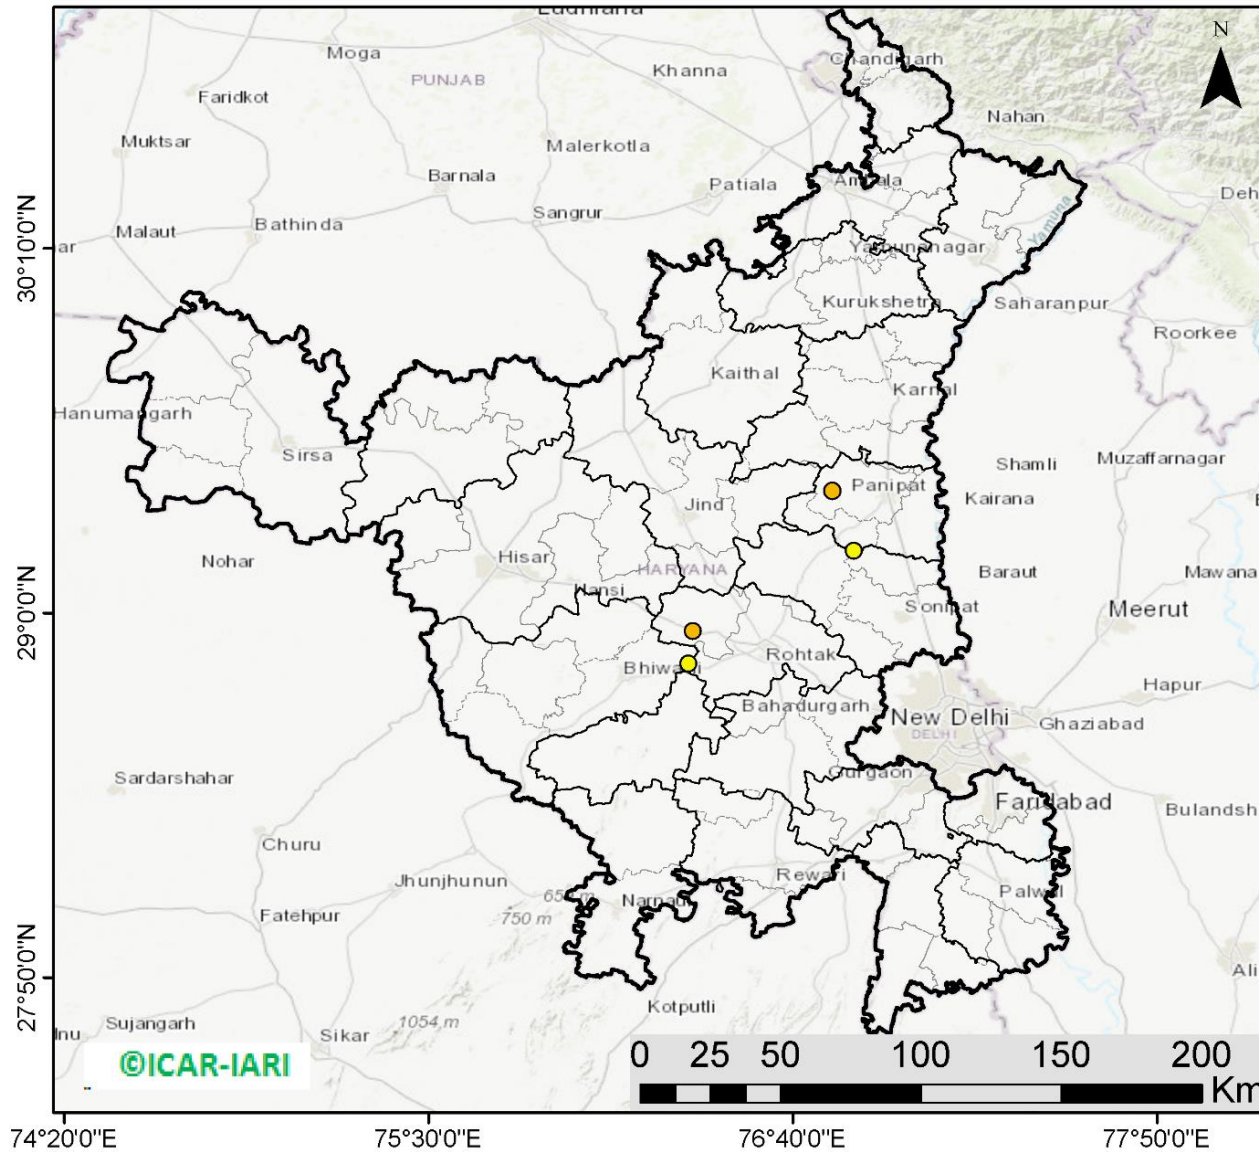 Ludhiana
N
Moga
Khanna
Chandigarh
PUNJAB
Faridkot
Nahan
Muktsar
Malerkotla
Barnala
Patiala
Ambala
Sangrur
Malaut
Bathinda
Yamuna
30°10'0"N
Yamunanagar
Kurukshetra
Saharanpur
Roorkee
Kaithal
Karnal
Hanumangarh
Sirsa
Shamli
Muzaffarnagar
Panipat
Kairana
Jind
Nohar
Hisar
HARYANA
Baraut
Mawana
Hansi
29°0'0"N
Sonipat
Meerut
Rohtak
Bhiwani
Hapur
Bahadurgarh
New Delhi
Ghaziabad
DELHI
Sardarshahar
Gurgaon
Faridabad
Bulandsh
Churu
Jhunjhunun
Rewari
Palwal
Narnaul
750 m
Fatehpur
27°50'0"N
Ali
Kotputli
Sujangarh
1054 m
Sikar
©ICAR-IARI
0 25 50 100 150 200
Km
74°20'0"E 75°30'0"E 76°40'0"E 77°50'0"E